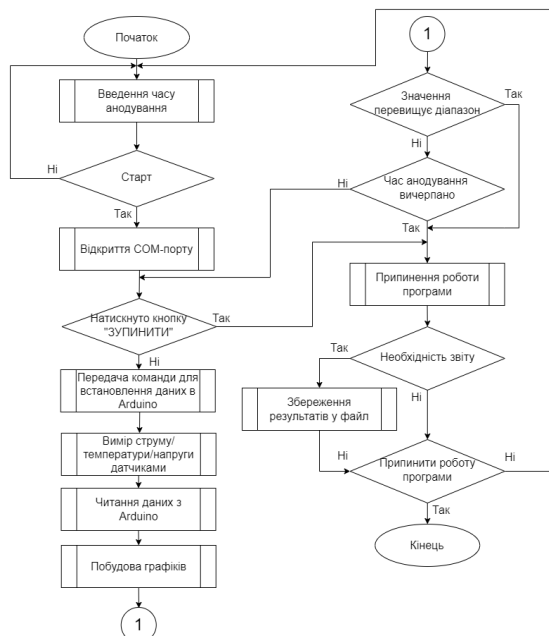 Початок
Введення часу
анодування
Ні
Старт
Так
Відкриття COM-порту
Натиснуто кнопку
"ЗУПИНИТИ"
Так
Ні
Передача команди для
встановлення даних в
Arduino
Вимір струму/
температури/напруги
датчиками
Читання даних з
Arduino
Побудова графіків
1
1
Значення
перевищує діапазон
Так
Ні
Час анодування
вичерпано
Ні
Так
Припинення роботи
програми
Необхідність звіту
Так
Ні
Збереження
результатів у файл
Ні
Припинити роботу
програми
Ні
Так
Кінець